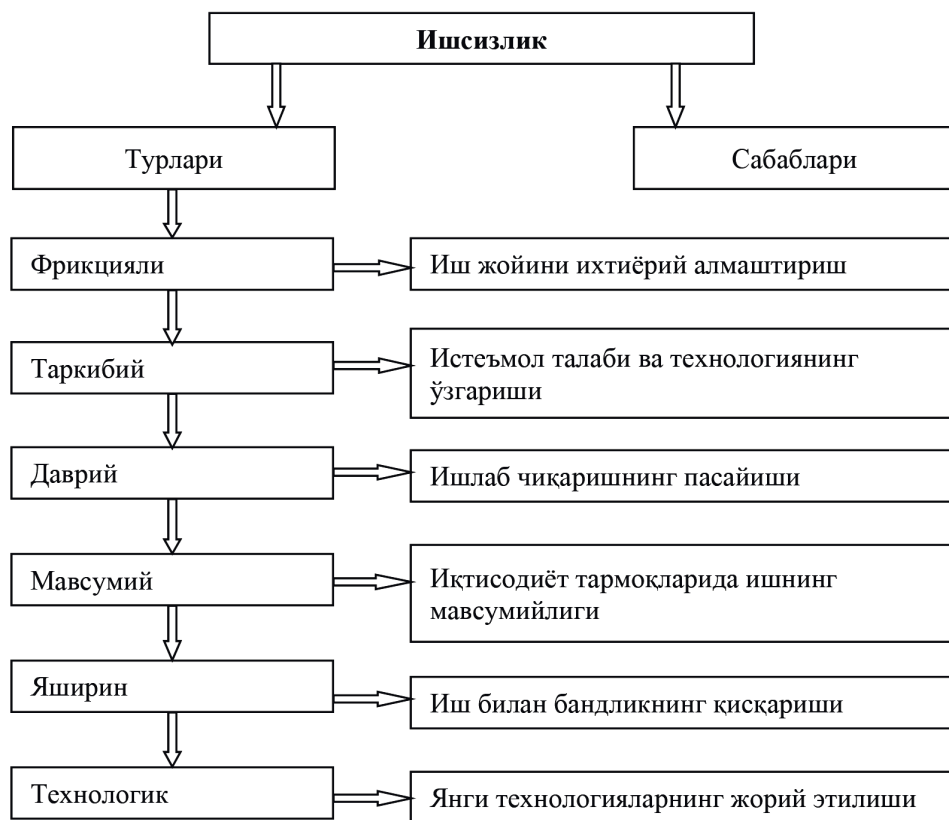 Ишсизлик
Турлари
Сабаблари
Фрикцияли
Иш жойини ихтиёрий алмаштириш
Таркибий
Истеъмол талаби ва технологиянинг
ўзгариши
Даврий
Ишлаб чиқаришнинг пасайиши
Мавсумий
Иқтисодиёт тармоқларида ишнинг
мавсумийлиги
Яширин
Иш билан бандликнинг қисқариши
Технологик
Янги технологияларнинг жорий этилиши